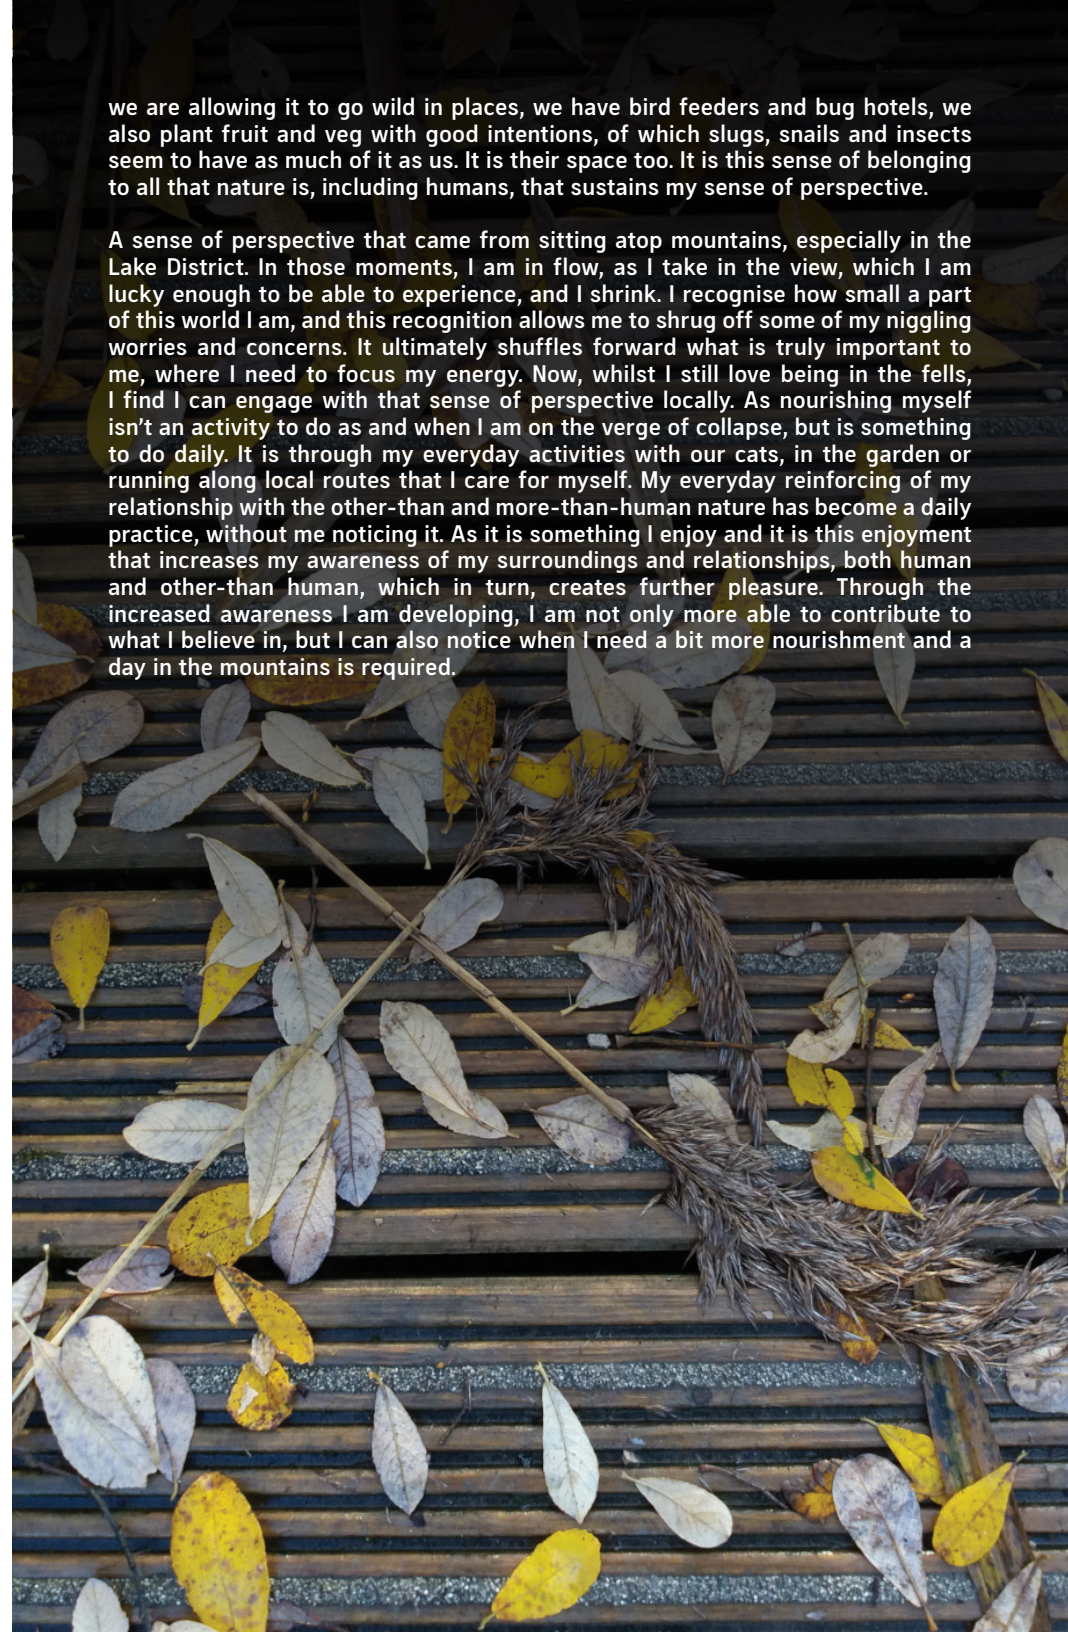 we are allowing it to go wild in places, we have bird feeders and bug hotels, we
also plant fruit and veg with good intentions, of which slugs, snails and insects
seem to have as much of it as us. It is their space too. It is this sense of belonging
to all that nature is, including humans, that sustains my sense of perspective.
A sense of perspective that came from sitting atop mountains, especially in the
Lake District. In those moments, I am in flow, as I take in the view, which I am
lucky enough to be able to experience, and I shrink. I recognise how small a part
of this world I am, and this recognition allows me to shrug off some of my niggling
worries and concerns. It ultimately shuffles forward what is truly important to
me, where I need to focus my energy. Now, whilst I still love being in the fells,
I find I can engage with that sense of perspective locally. As nourishing myself
isn’t an activity to do as and when I am on the verge of collapse, but is something
to do daily. It is through my everyday activities with our cats, in the garden or
running along local routes that I care for myself. My everyday reinforcing of my
relationship with the other-than and more-than-human nature has become a daily
practice, without me noticing it. As it is something I enjoy and it is this enjoyment
that increases my awareness of my surroundings and relationships, both human
and other-than human, which in turn, creates further pleasure. Through the
increased awareness I am developing, I am not only more able to contribute to
what I believe in, but I can also notice when I need a bit more nourishment and a
day in the mountains is required.